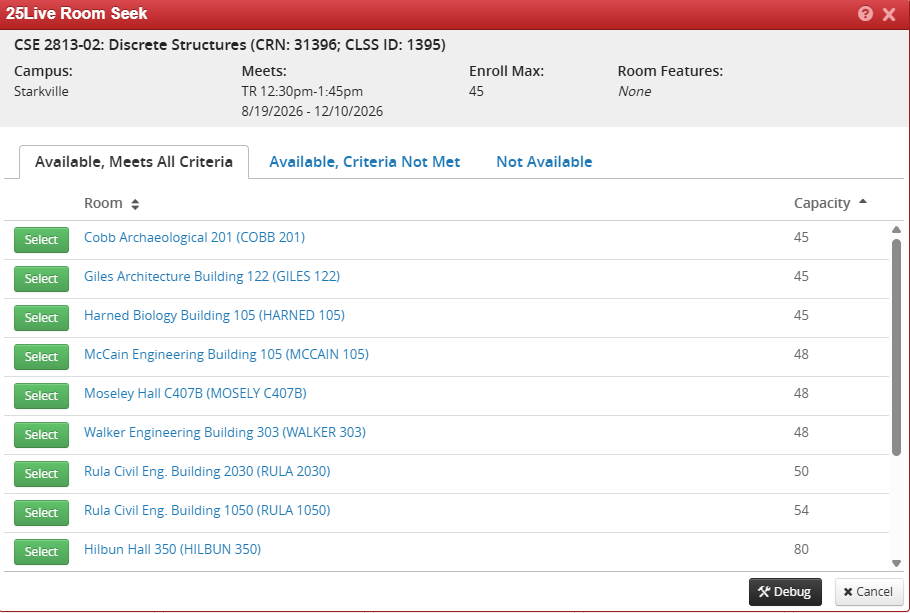 25Live Room Seek
CSE 2813-02: Discrete Structures (CRN: 31396; CLSS ID: 1395)
Campus: Meets: Enroll Max: Room Features:
Starkville TR 12:30pm-1:45pm 45 None
8/19/2026 - 12/10/2026
Available, Meets All Criteria Available, Criteria Not Met Not Available
Room Capacity
Select Cobb Archaeological 201 (COBB 201) 45
Select Giles Architecture Building 122 (GILES 122) 45
Select Harned Biology Building 105 (HARNED 105) 45
Select McCain Engineering Building 105 (MCCAIN 105) 48
Select Moseley Hall C407B (MOSELY C407B) 48
Select Walker Engineering Building 303 (WALKER 303) 48
Select Rula Civil Eng. Building 2030 (RULA 2030) 50
Select Rula Civil Eng. Building 1050 (RULA 1050) 54
Select Hilbun Hall 350 (HILBUN 350) 80
Debug Cancel